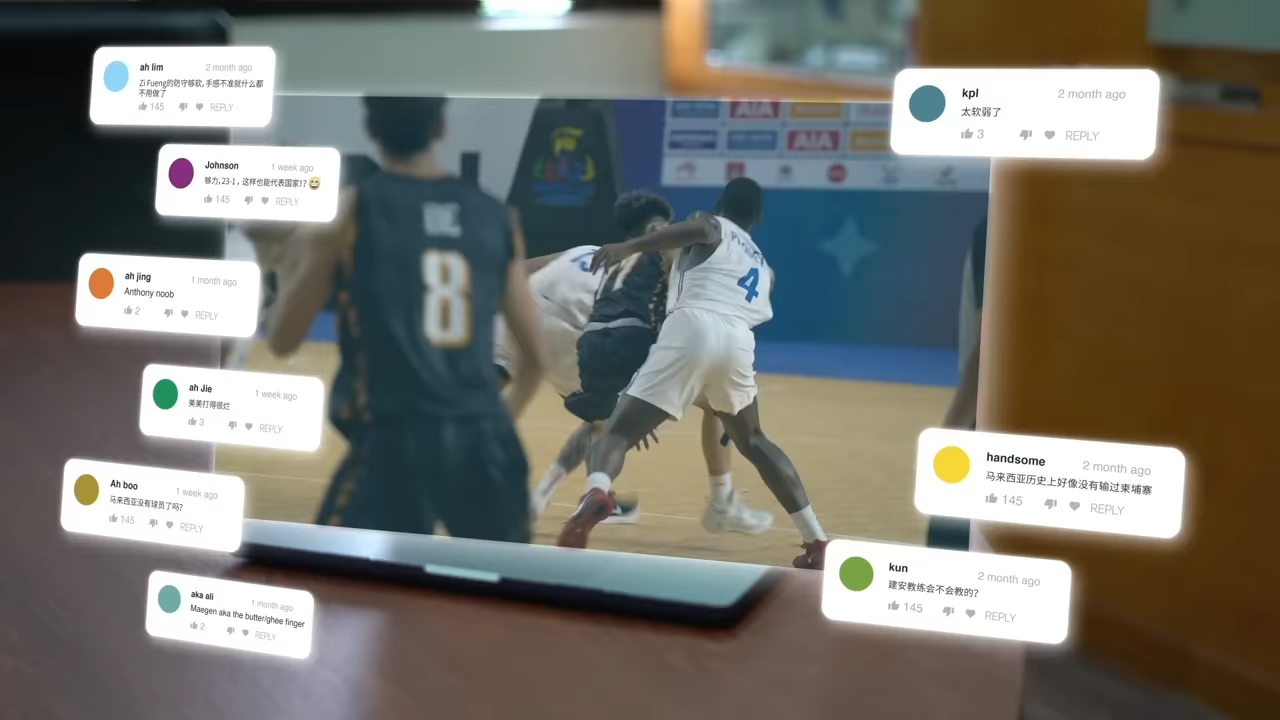 ah lim
2 month ago
Zi Fueng的防守够软,手感不准就什么都
不用做了
145
REPLY
Johnson
1 week ago
够力, 23-1 , 这样也能代表国家!? 😅
145
REPLY
ah jing
1 month ago
Anthony noob
2
REPLY
ah Jie
1 week ago
美美打得很烂
3
REPLY
Ah boo
1 week ago
马来西亚没有球员了吗?
145
REPLY
aka ali
1 month ago
Maegen aka the butter/ghee finger
2
REPLY
kpl
2 month ago
太软弱了
3
REPLY
handsome
2 month ago
马来西亚历史上好像没有输过柬埔寨
145
REPLY
kun
2 month ago
建安教练会不会教的?
145
REPLY
AIA
AIA
8
4